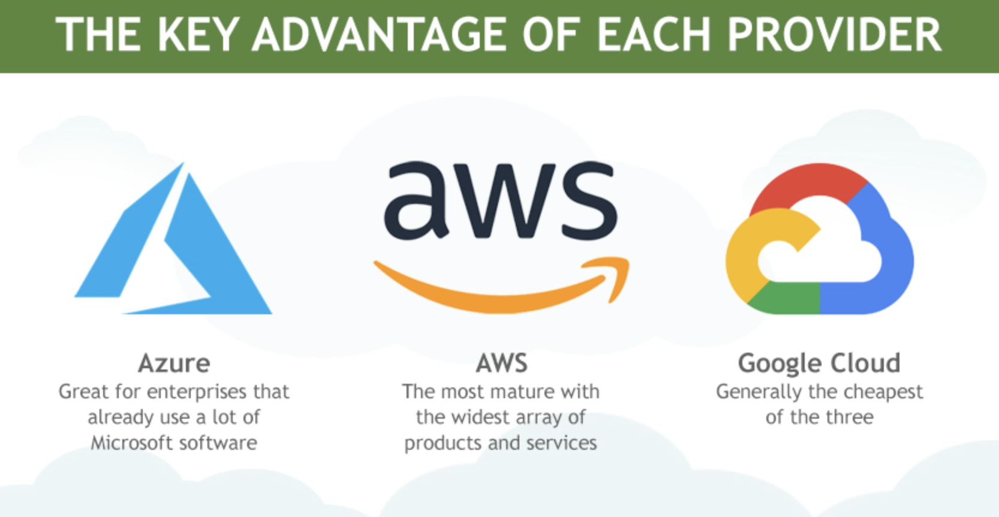 THE KEY ADVANTAGE OF EACH PROVIDER
aws
Azure
Great for enterprises that
already use a lot of
Microsoft software
AWS
The most mature with
the widest array of
products and services
Google Cloud
Generally the cheapest
of the three